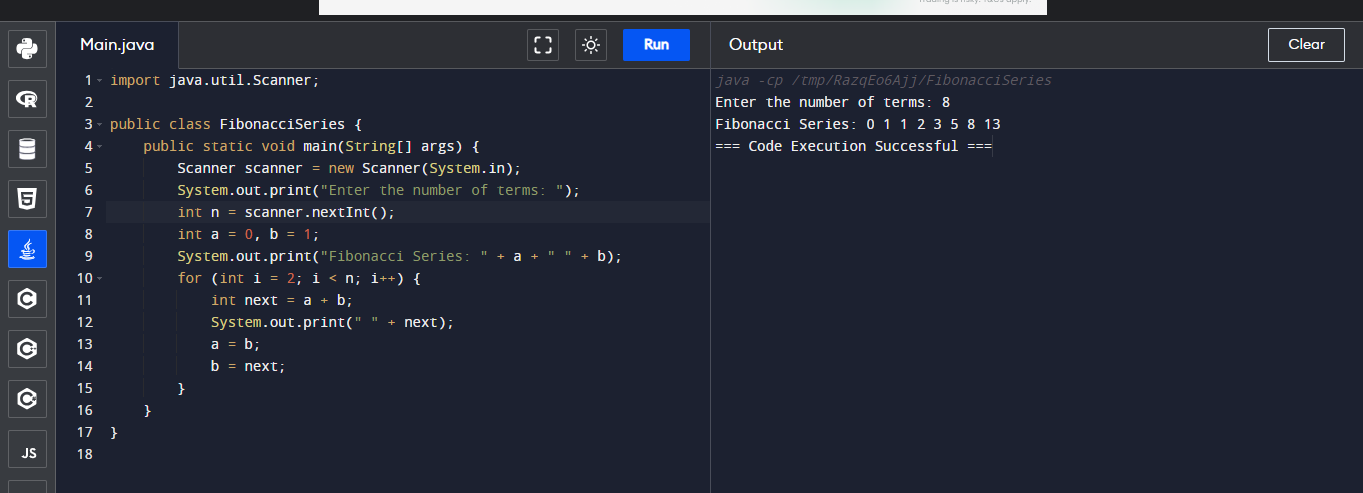 Trading is risky. T&Cs apply.
Main.java
Run
Output
Clear
1 import java.util.Scanner;
2
3 public class FibonacciSeries {
4     public static void main(String[] args) {
5         Scanner scanner = new Scanner(System.in);
6         System.out.print("Enter the number of terms: ");
7         int n = scanner.nextInt();
8         int a = 0, b = 1;
9         System.out.print("Fibonacci Series: " + a + " " + b);
10         for (int i = 2; i < n; i++) {
11             int next = a + b;
12             System.out.print(" " + next);
13             a = b;
14             b = next;
15         }
16     }
17 }
18
java -cp /tmp/RazqEo6Ajj/FibonacciSeries
Enter the number of terms: 8
Fibonacci Series: 0 1 1 2 3 5 8 13
=== Code Execution Successful ===
R
5
C
C
C
JS